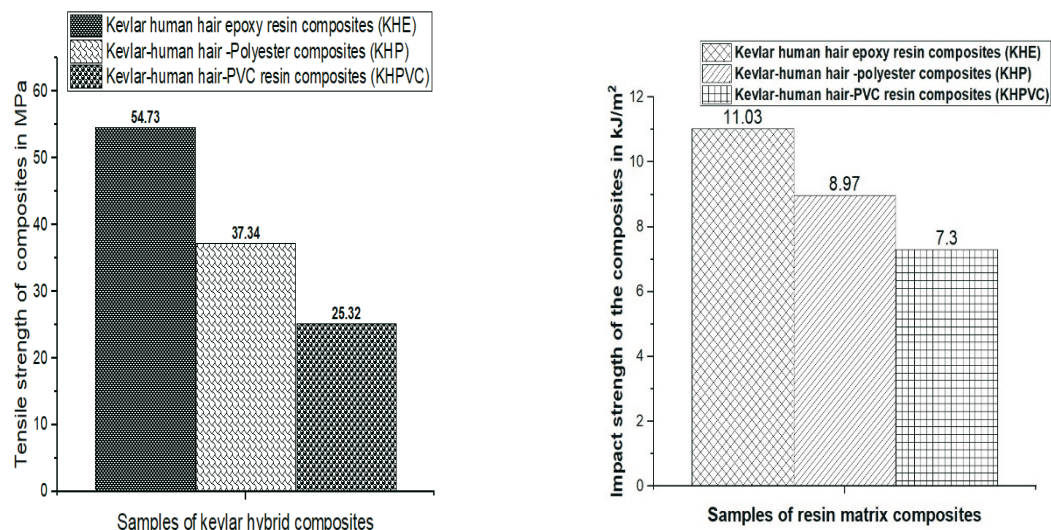 Kevlar human hair epoxy resin composites (KHE)
Kevlar-human hair -Polyester composites (KHP)
Kevlar-human hair-PVC resin composites (KHPVC)
Tensile strength of composites in MPa
60
50
40
30
20
10
0
54.73
37.34
25.32
Samples of kevlar hybrid composites
Kevlar human hair epoxy resin composites (KHE)
Kevlar-human hair -polyester composites (KHP)
Kevlar-human hair-PVC resin composites (KHPVC)
Impact strength of the composites in kJ/m²
12
10
8
6
4
2
0
11.03
8.97
7.3
Samples of resin matrix composites